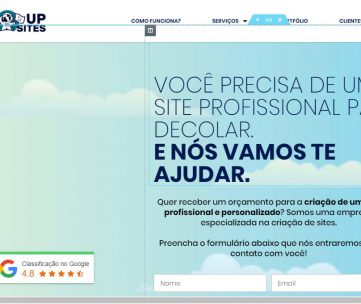 UP
SITES
COMO FUNCIONA?
SERVIÇOS
CLIENTE
VOCÊ PRECISA DE UM
SITE PROFISSIONAL PA
DECOLAR.
E NÓS VAMOS TE
AJUDAR.
Quer receber um orçamento para a criação de um
profissional e personalizado? Somos uma empre
especializada na criação de sites.
Preencha o formulário abaixo que nós entraremos
contato com você!
Classificação no Google
4.8
Nome
Email